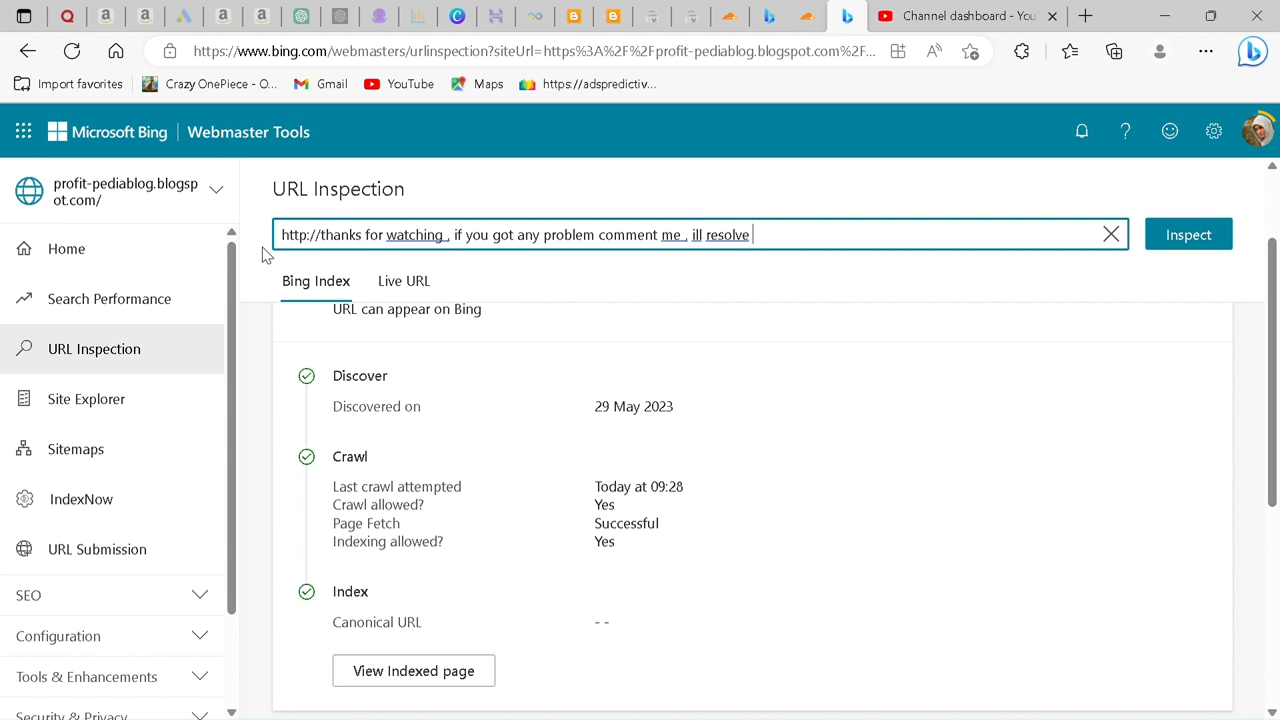 Channel dashboard - You
https://www.bing.com/webmasters/urlinspection?siteUrl=https%3A%2F%2Fprofit-pediablog.blogspot.com%2F...
Import favorites
Crazy OnePiece - O...
Gmail
YouTube
Maps
https://adspredictiv...
Microsoft Bing
Webmaster Tools
profit-pediablog.blogsp
ot.com/
Home
Search Performance
URL Inspection
Site Explorer
Sitemaps
IndexNow
URL Submission
SEO
Configuration
Tools & Enhancements
Security & Privacy
URL Inspection
http://thanks for watching , if you got any problem comment me , ill resolve
Inspect
Bing Index
Live URL
URL can appear on Bing
Discover
Discovered on 29 May 2023
Crawl
Last crawl attempted Today at 09:28
Crawl allowed? Yes
Page Fetch Successful
Indexing allowed? Yes
Index
Canonical URL - -
View Indexed page